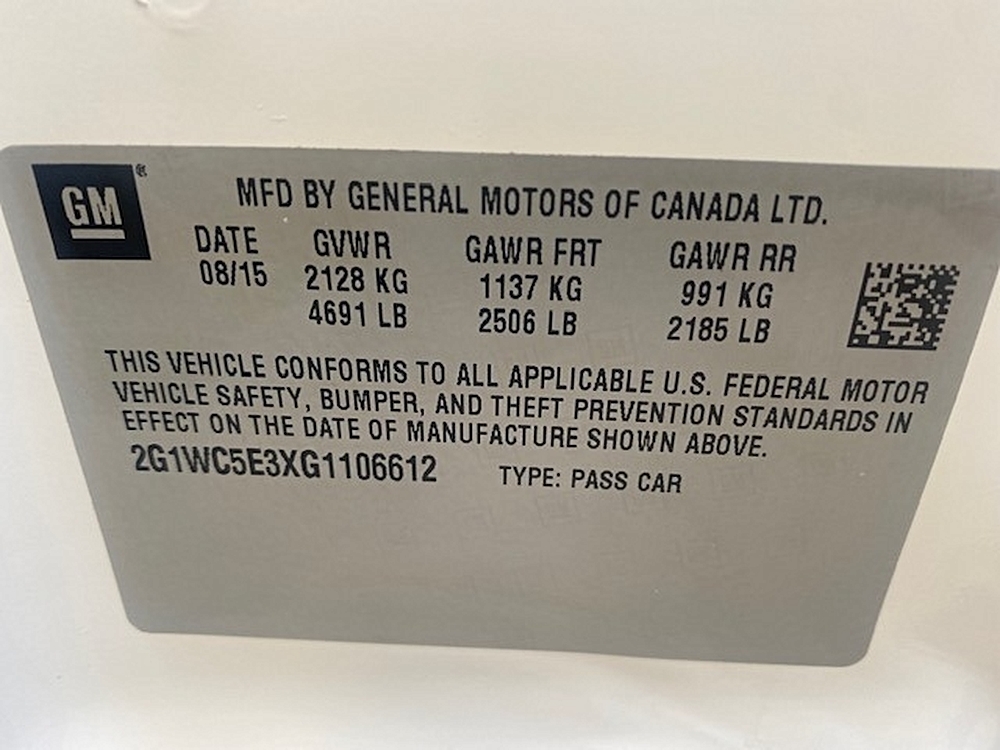 GM®
MFD BY GENERAL MOTORS OF CANADA LTD.
DATE GVWR GAWR FRT GAWR RR
08/15 2128 KG 1137 KG 991 KG
4691 LB 2506 LB 2185 LB
THIS VEHICLE CONFORMS TO ALL APPLICABLE U.S. FEDERAL MOTOR
VEHICLE SAFETY, BUMPER, AND THEFT PREVENTION STANDARDS IN
EFFECT ON THE DATE OF MANUFACTURE SHOWN ABOVE.
2G1WC5E3XG1106612 TYPE: PASS CAR